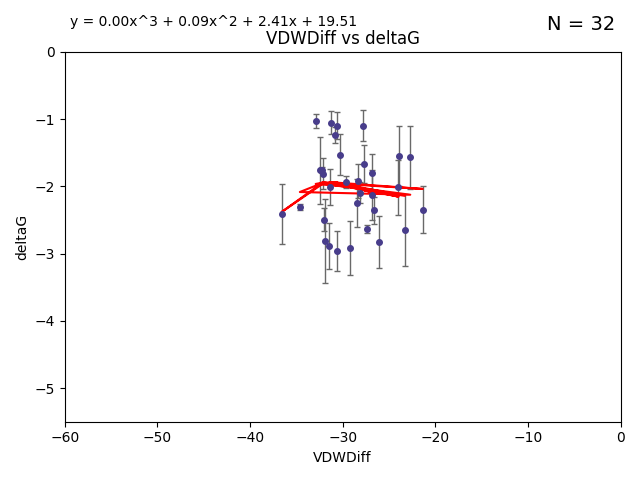 y = 0.00x^3 + 0.09x^2 + 2.41x + 19.51
N = 32
VDWDiff vs deltaG
0
−1
−2
−3
−4
−5
deltaG
−60 −50 −40 −30 −20 −10 0
VDWDiff